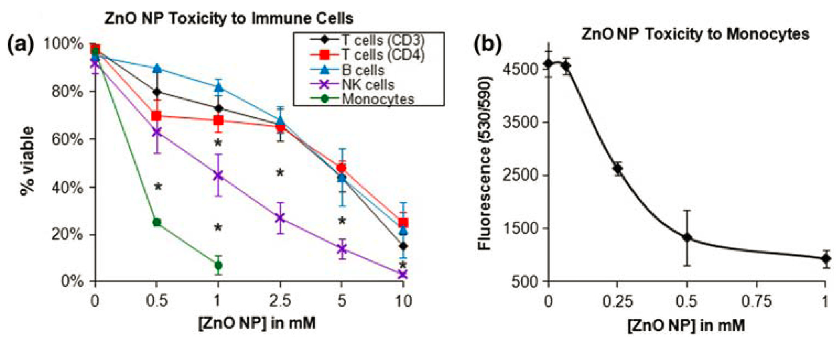 ZnO NP Toxicity to Immune Cells
(a)
T cells (CD3)
T cells (CD4)
B cells
NK cells
Monocytes
100%
80%
60%
40%
20%
0%
% viable
*
*
*
*
*
*
0 0.5 1 2.5 5 10
[ZnO NP] in mM
(b)
ZnO NP Toxicity to Monocytes
4500
3500
2500
1500
500
Fluorescence (530/590)
0 0.25 0.5 0.75 1
[ZnO NP] in mM